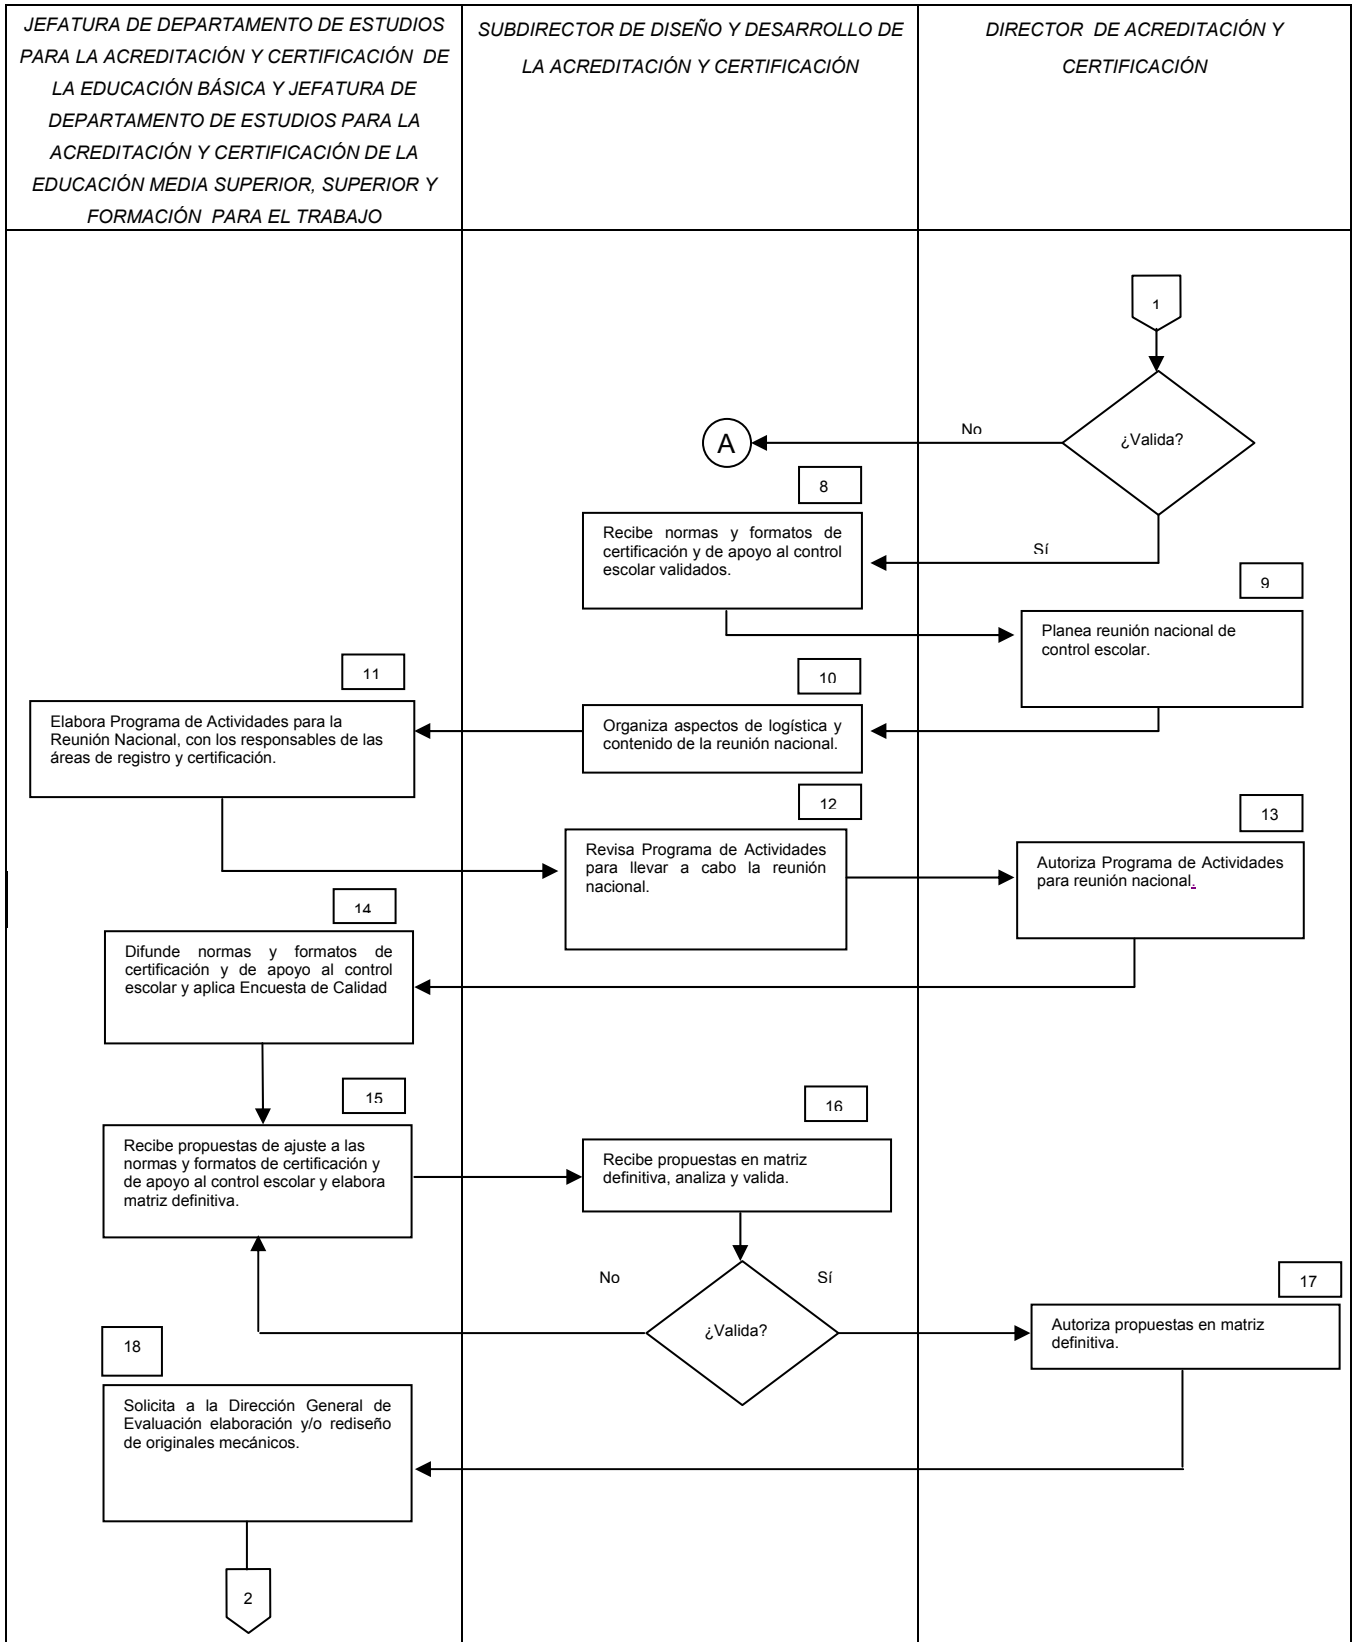 JEFATURA DE DEPARTAMENTO DE ESTUDIOS
PARA LA ACREDITACIÓN Y CERTIFICACIÓN DE
LA EDUCACIÓN BÁSICA Y JEFATURA DE
DEPARTAMENTO DE ESTUDIOS PARA LA
ACREDITACIÓN Y CERTIFICACIÓN DE LA
EDUCACIÓN MEDIA SUPERIOR, SUPERIOR Y
FORMACIÓN PARA EL TRABAJO
SUBDIRECTOR DE DISEÑO Y DESARROLLO DE
LA ACREDITACIÓN Y CERTIFICACIÓN
DIRECTOR DE ACREDITACIÓN Y
CERTIFICACIÓN
1
¿Valida?
No
A
Sí
8
Recibe normas y formatos de
certificación y de apoyo al control
escolar validados.
9
Planea reunión nacional de
control escolar.
10
Organiza aspectos de logística y
contenido de la reunión nacional.
11
Elabora Programa de Actividades para la
Reunión Nacional, con los responsables de las
áreas de registro y certificación.
12
Revisa Programa de Actividades
para llevar a cabo la reunión
nacional.
13
Autoriza Programa de Actividades
para reunión nacional.
14
Difunde normas y formatos de
certificación y de apoyo al control
escolar y aplica Encuesta de Calidad
15
Recibe propuestas de ajuste a las
normas y formatos de certificación y
de apoyo al control escolar y elabora
matriz definitiva.
16
Recibe propuestas en matriz
definitiva, analiza y valida.
¿Valida?
No
Sí
17
Autoriza propuestas en matriz
definitiva.
18
Solicita a la Dirección General de
Evaluación elaboración y/o rediseño
de originales mecánicos.
2